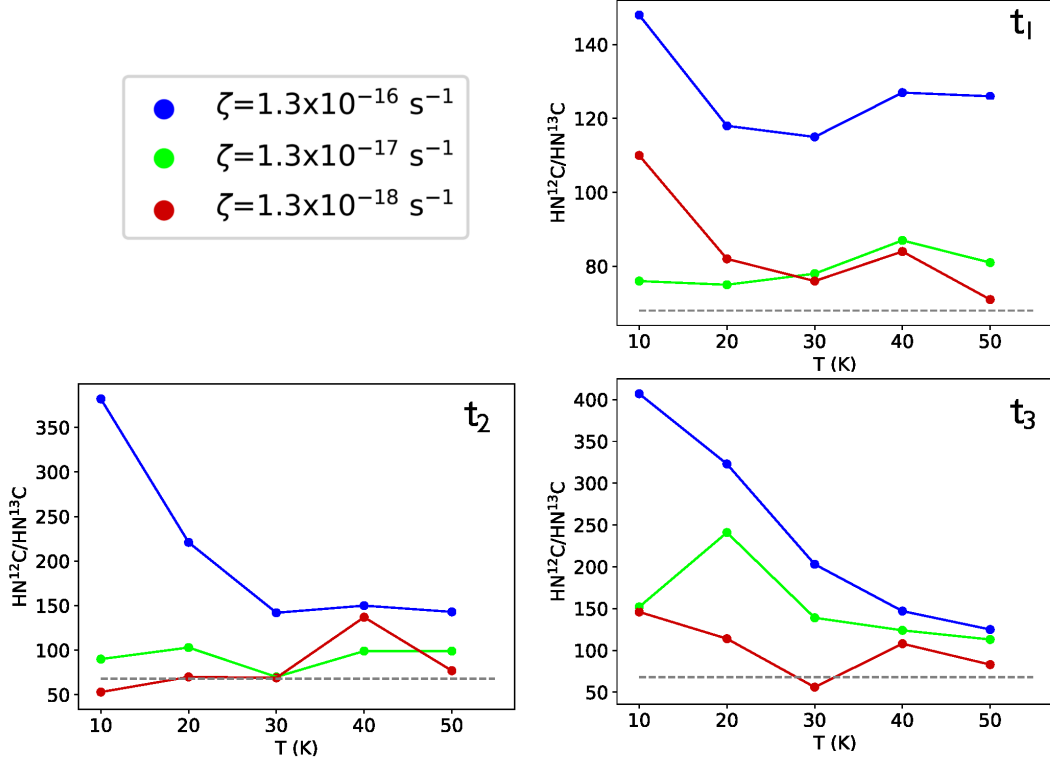 ζ=1.3x10⁻¹⁶ s⁻¹
ζ=1.3x10⁻¹⁷ s⁻¹
ζ=1.3x10⁻¹⁸ s⁻¹
t₁
HN¹²C/HN¹³C
140
120
100
80
10 20 30 40 50
T (K)
t₂
HN¹²C/HN¹³C
350
300
250
200
150
100
50
10 20 30 40 50
T (K)
t₃
HN¹²C/HN¹³C
400
350
300
250
200
150
100
50
10 20 30 40 50
T (K)